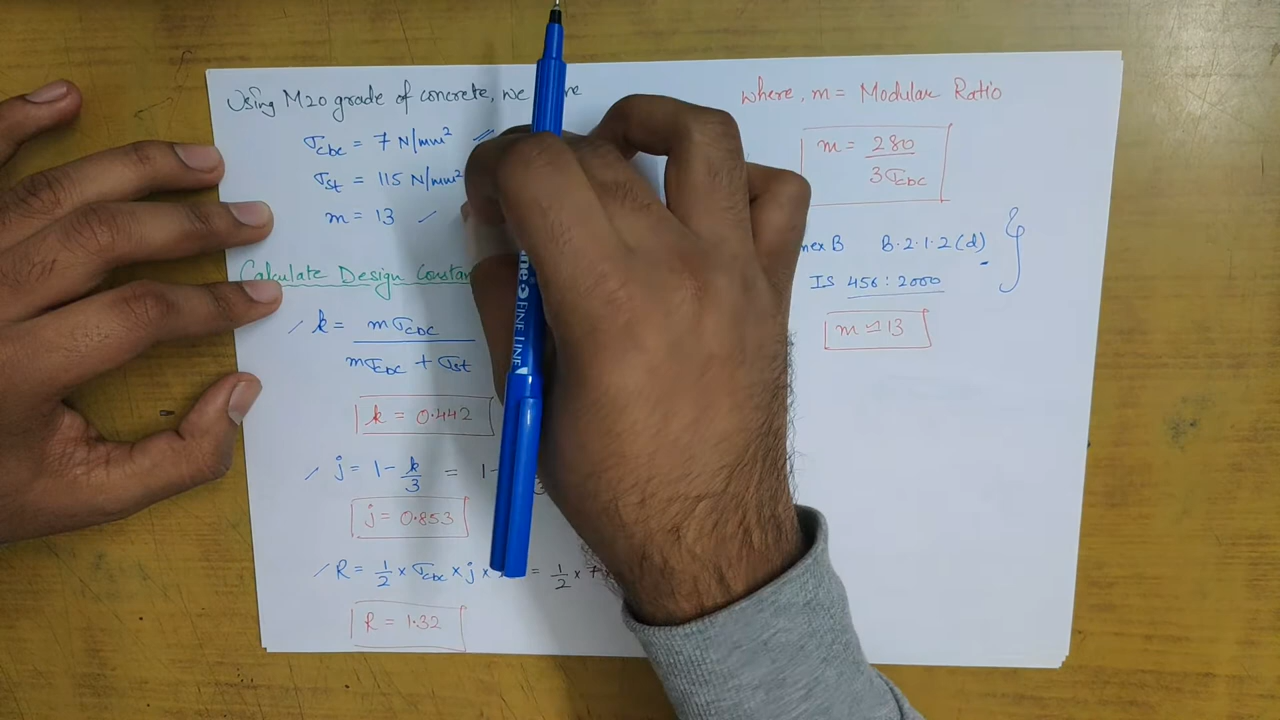 Using M20 grade of concrete, we
σcbc = 7 N/mm²
σst = 115 N/mm²
m = 13
Calculate Design
k = mσcbc / mσcbc + σst
k = 0.442
j = 1 - k/3 = 1-
j = 0.853
R = 1/2 × σcbc × j × = 1/2 × 7
R = 1.32
where, m = Modular Ratio
m = 280 / 3σcbc
B B.2.1.2(d)
IS 456:2000
m ≃ 13
FINE LINE